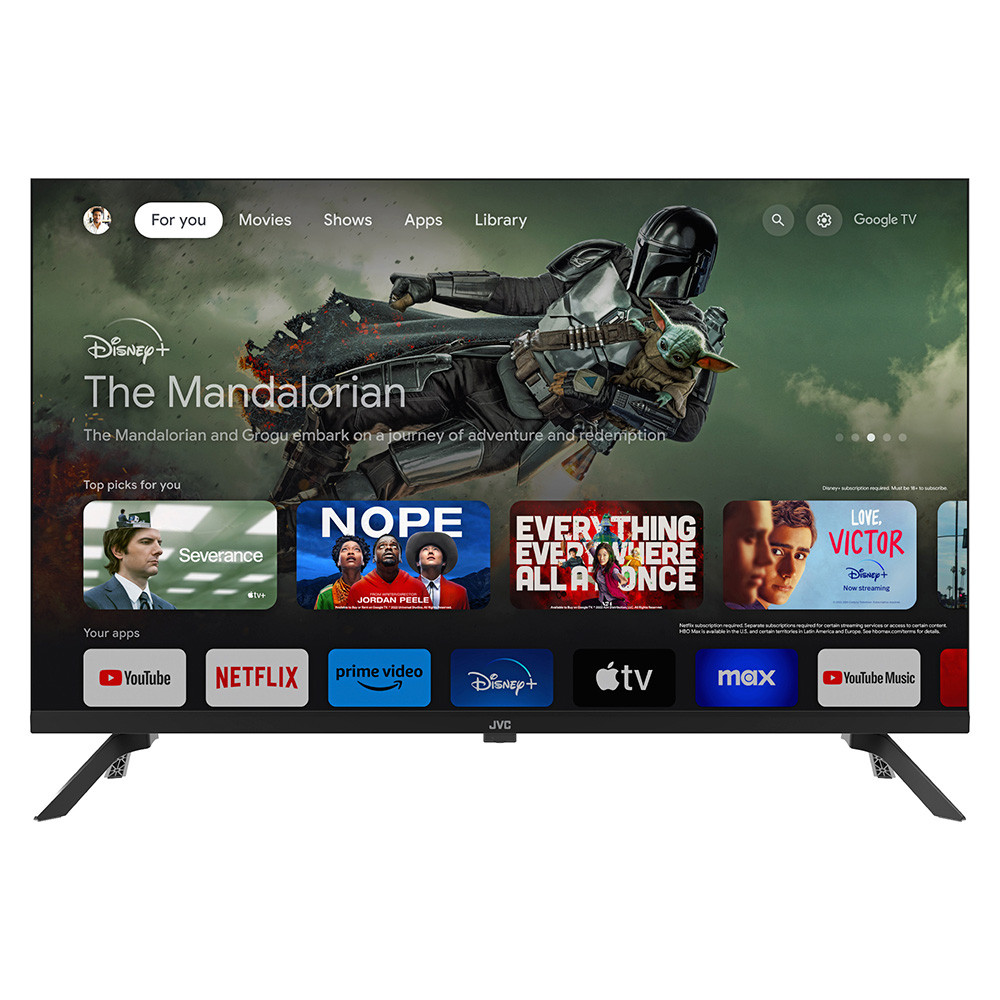 For you
Movies
Shows
Apps
Library
Google TV
Disney+
The Mandalorian
The Mandalorian and Grogu embark on a journey of adventure and redemption
Top picks for you
Disney+ subscription required. Must be 18+ to subscribe.
Severance
tv+
NOPE
JORDAN PEELE
EVERYTHING
EVERYWHERE
ALL AT ONCE
LOVE,
VICTOR
Disney+
Now streaming
Your apps
Netflix subscription required. Separate subscriptions required for certain streaming services or access to certain content.
HBO Max is available in the U.S. and certain territories in Latin America and Europe. See hbomax.com/terms for details.
YouTube
NETFLIX
prime video
Disney+
tv
max
YouTube Music
JVC